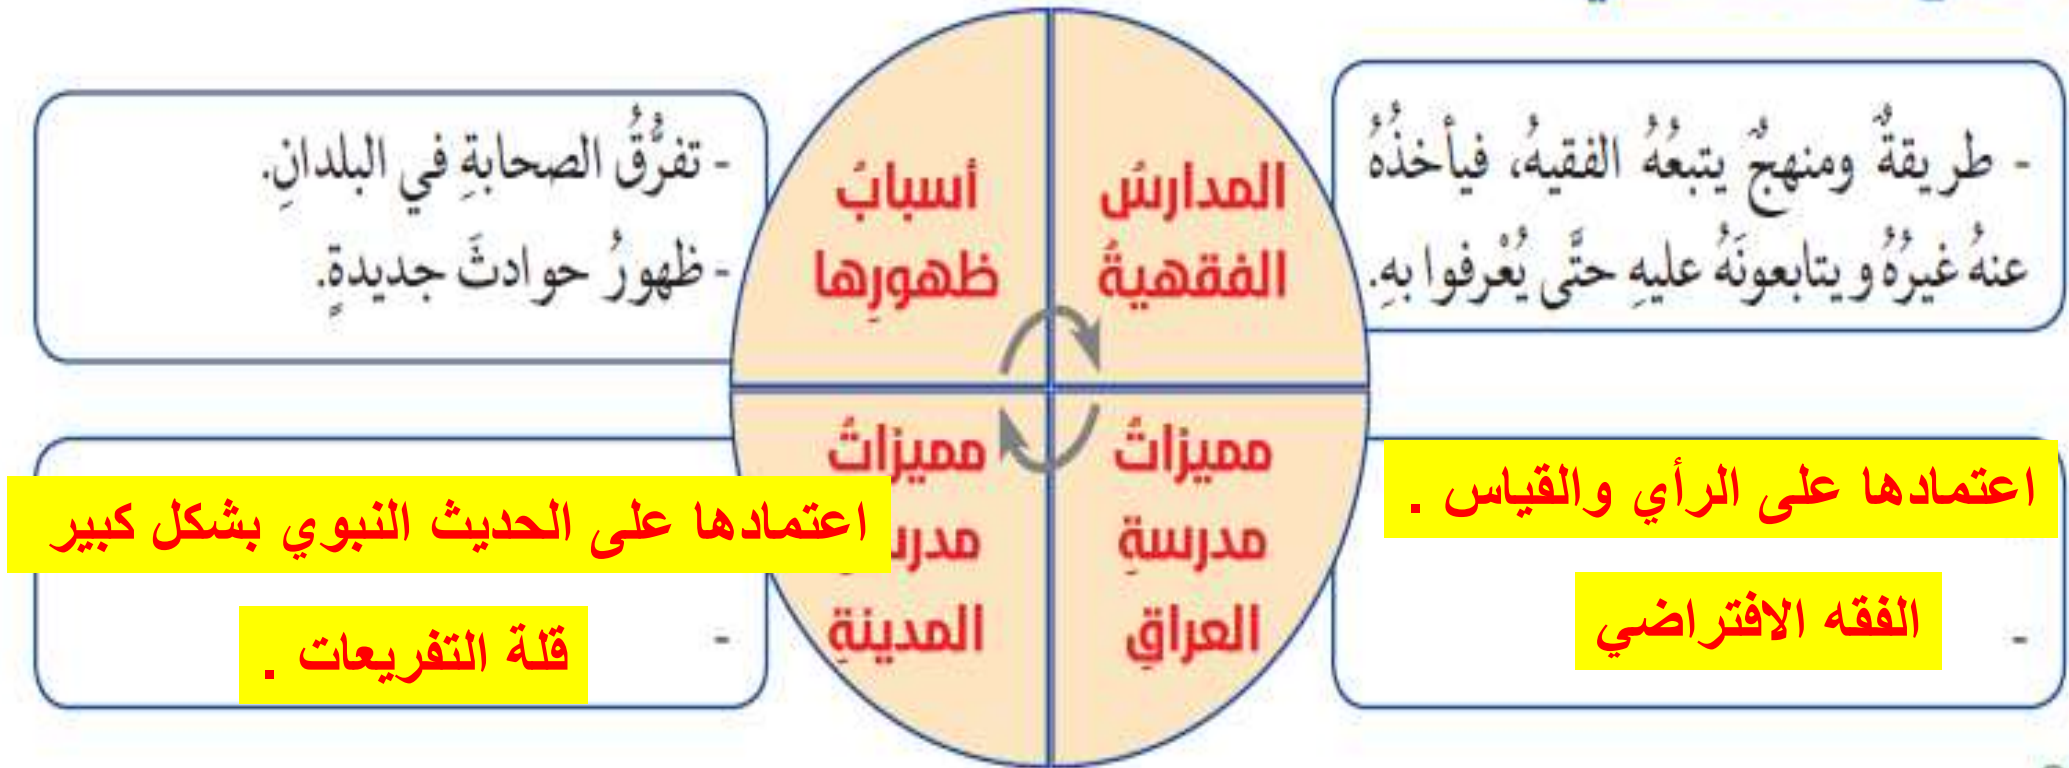 المدارسُ
الفقهيةُ
- طريقةٌ ومنهجٌ يتبعُهُ الفقيهُ، فيأخذُهُ
عنهُ غيرُهُ ويتابعونَهُ عليهِ حتَّى يُعْرفوا بهِ.
أسبابُ
ظهورِها
- تفرُّقُ الصحابةِ في البلدانِ.
- ظهورُ حوادثَ جديدةٍ.
مميزاتُ
مدرسةِ
العراقِ
اعتمادها على الرأي والقياس .
- الفقه الافتراضي
مميزاتُ
المدينةِ
اعتمادها على الحديث النبوي بشكل كبير
- قلة التفريعات .